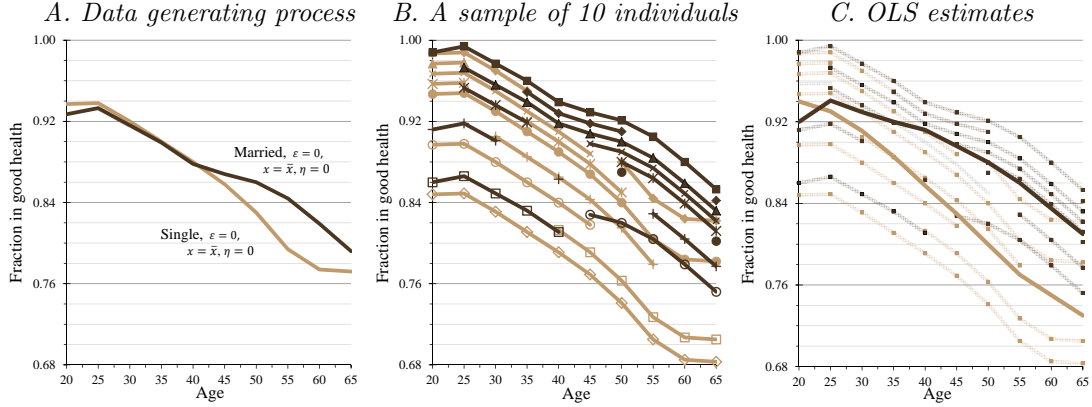 A. Data generating process
B. A sample of 10 individuals
C. OLS estimates
Fraction in good health
1.00
0.92
0.84
0.76
0.68
Married, ε = 0,
x = x̄, η = 0
Single, ε = 0,
x = x̄, η = 0
20 25 30 35 40 45 50 55 60 65
Age
Fraction in good health
1.00
0.92
0.84
0.76
0.68
20 25 30 35 40 45 50 55 60 65
Age
Fraction in good health
1.00
0.92
0.84
0.76
0.68
20 25 30 35 40 45 50 55 60 65
Age